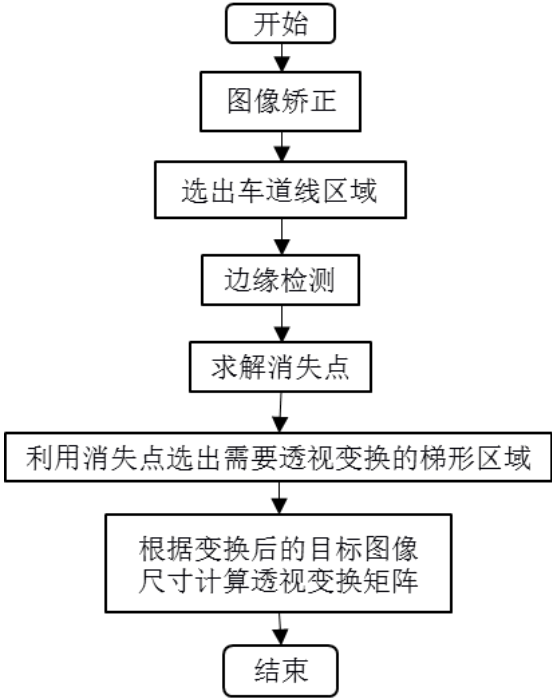 开始
图像矫正
选出车道线区域
边缘检测
求解消失点
利用消失点选出需要透视变换的梯形区域
根据变换后的目标图像
尺寸计算透视变换矩阵
结束